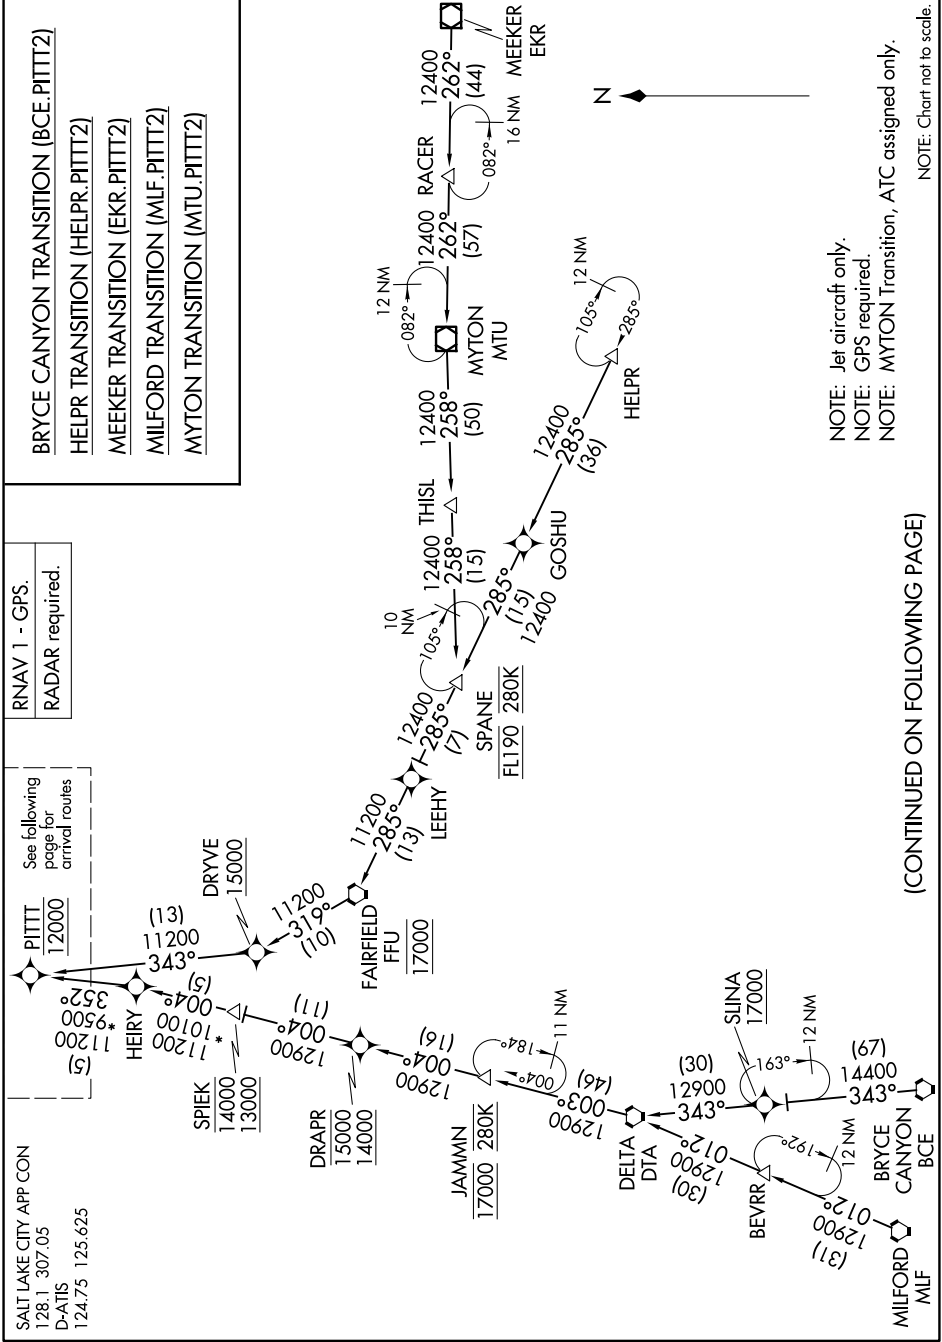 SALT LAKE CITY APP CON
128.1 307.05
D-ATIS
124.75 125.625
PITTT
12000
See following
page for
arrival routes
RNAV 1 - GPS.
RADAR required.
BRYCE CANYON TRANSITION (BCE.PITTT2)
HELPR TRANSITION (HELPR.PITTT2)
MEEKER TRANSITION (EKR.PITTT2)
MILFORD TRANSITION (MLF.PITTT2)
MYTON TRANSITION (MTU.PITTT2)
352°
*9500
11200
(5)
HEIRY
(13)
11200
343°
DRYVE
15000
(5)
004°
*10100
11200
SPIEK
14000
13000
(11)
004°
12900
DRAPR
15000
14000
11200
319°
(10)
FAIRFIELD
FFU
17000
11200
285°
(13)
LEEHY
12400
285°
(7)
SPANE
FL190 280K
105°
10
NM
12400
258°
(15)
THISL
12400
258°
(50)
MYTON
MTU
082°
12 NM
12400
262°
(57)
RACER
082°
16 NM
12400
262°
(44)
MEEKER
EKR
285°
(15)
12400
GOSHU
12400
285°
(36)
HELPR
105°
285°
12 NM
N
(16)
004°
12900
JAMMN
17000 280K
184°
004°
11 NM
(46)
003°
12900
DELTA
DTA
(30)
12900
343°
SLINA
17000
163°
12 NM
(67)
14400
343°
BRYCE
CANYON
BCE
012°
12900
(30)
BEVRR
192°
12 NM
012°
12900
(31)
MILFORD
MLF
NOTE: Jet aircraft only.
NOTE: GPS required.
NOTE: MYTON Transition, ATC assigned only.
NOTE: Chart not to scale.
(CONTINUED ON FOLLOWING PAGE)